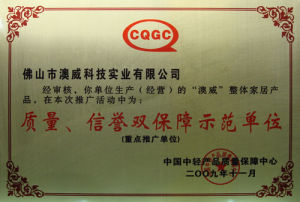 CQGC
佛山市澳威科技实业有限公司
经审核，你单位生产（经营）的“澳威”整体家居产
品，在本次推广活动中为：
质量、信誉双保障示范单位
(重点推广单位)
中国中轻产品质量保障中心
二00九年十一月